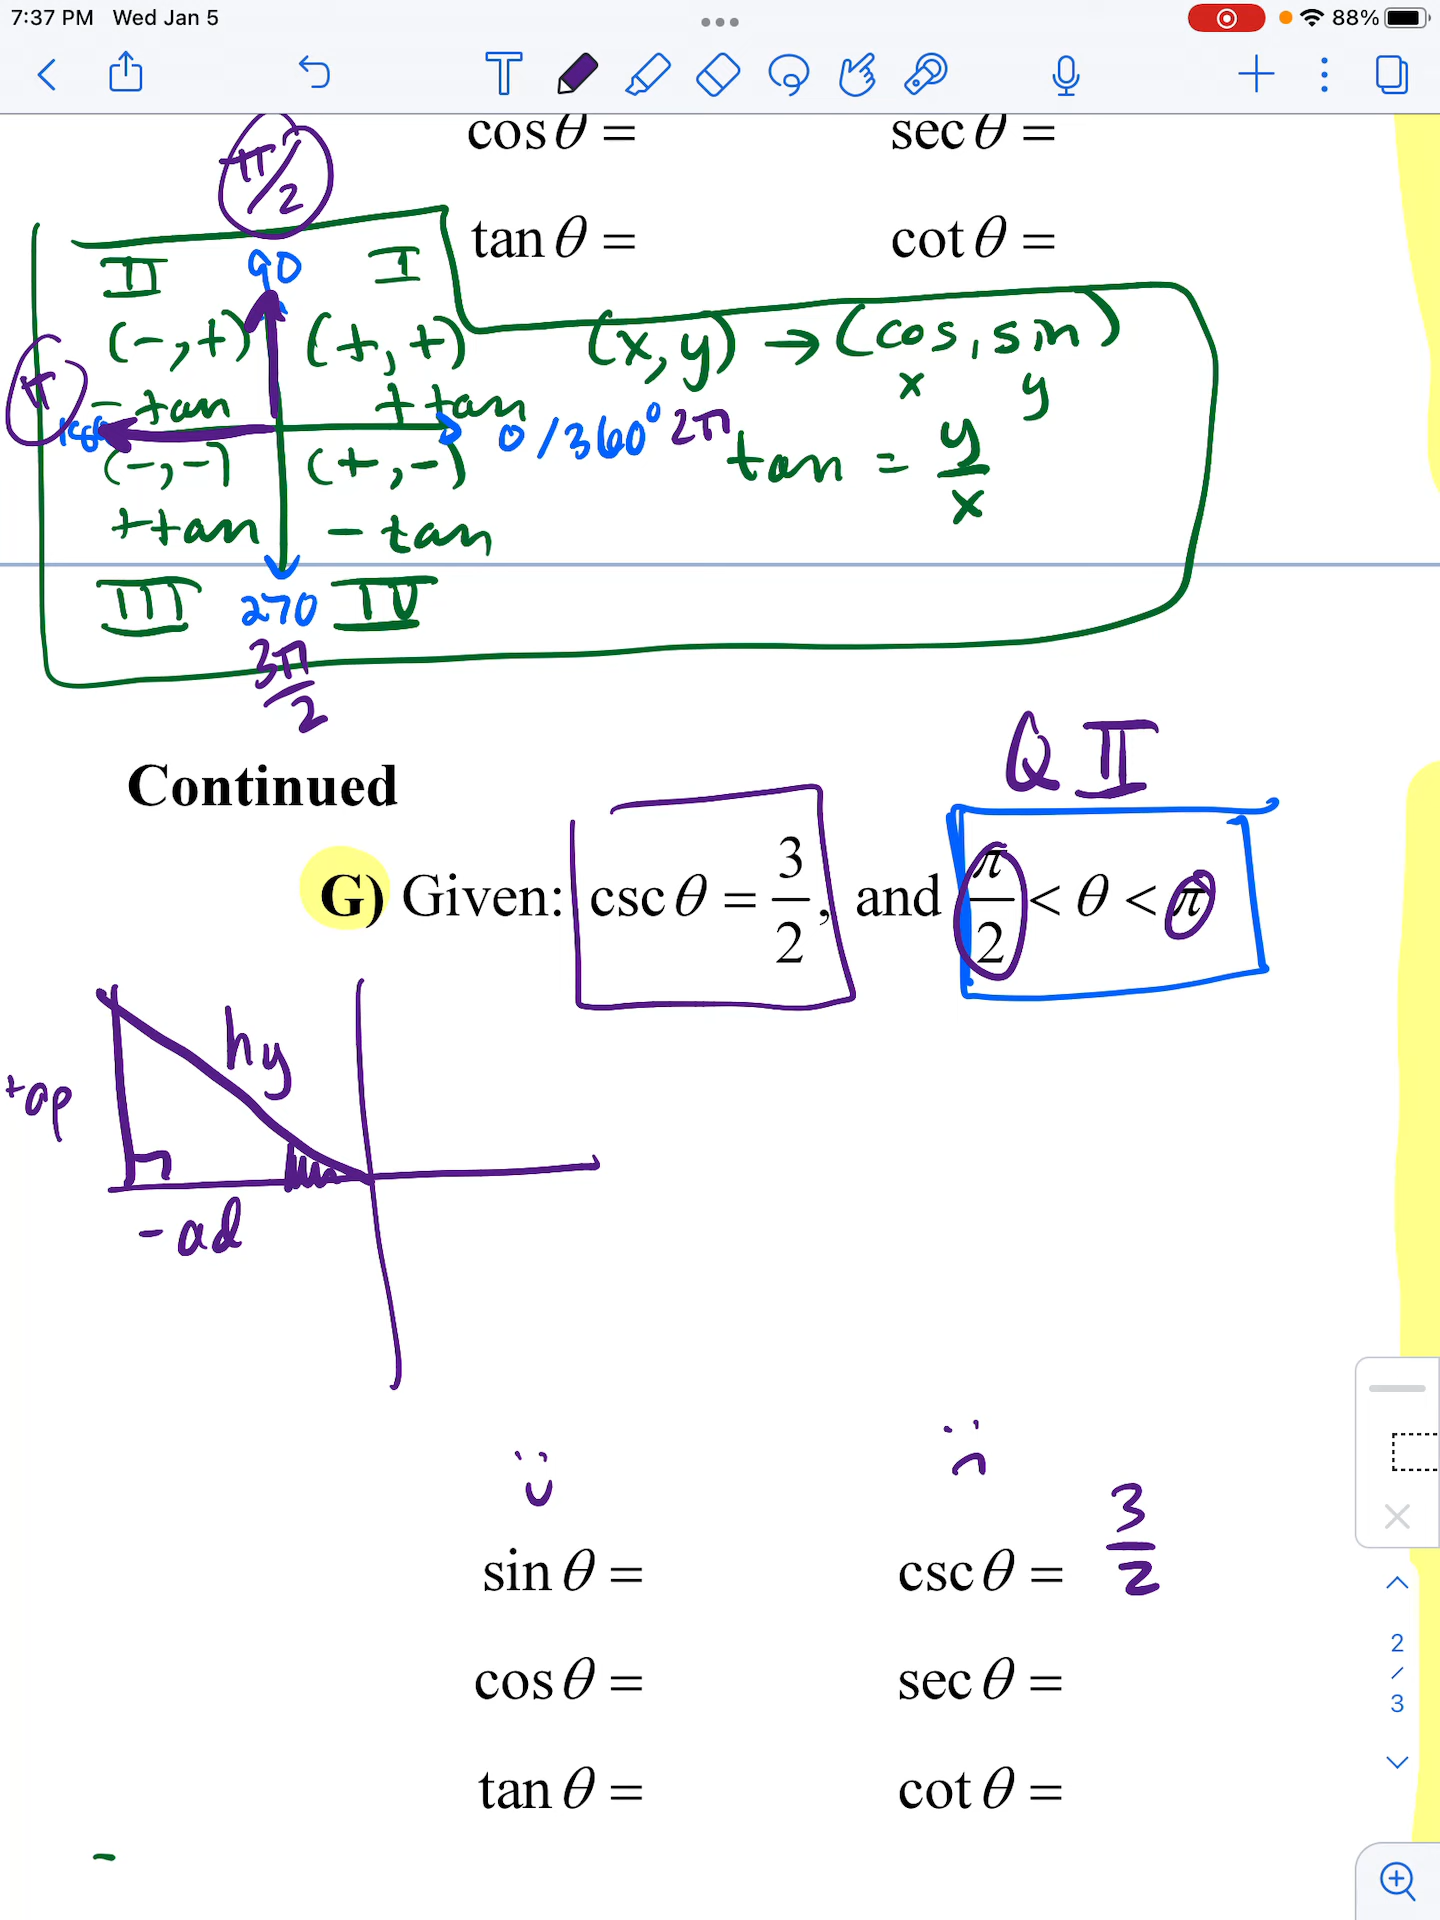 7:37 PM Wed Jan 5 88%
T
cos θ = sec θ =
π/2
tan θ = cot θ =
II 90 I
(-,+) (+,+) (x,y) → (cos, sin)
π - tan + tan x y
180 0/360° 2π tan = y/x
(-,-) (+,-)
+tan - tan
III 270 IV
3π/2
Q II
Continued
G) Given: csc θ = 3/2, and π/2 < θ < π
hy
+op
- ad
sin θ = csc θ = 3/2
cos θ = sec θ =
2
/
3
tan θ = cot θ =
-